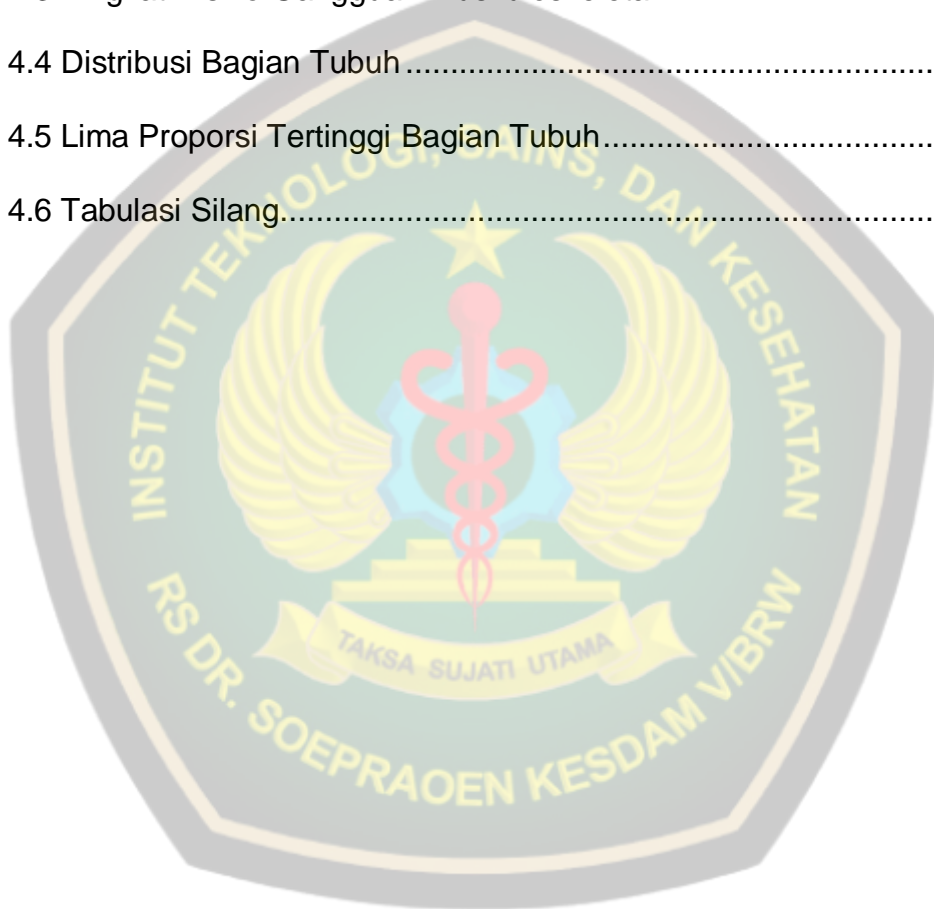 4.4 Distribusi Bagian Tubuh............................................................
4.5 Lima Proporsi Tertinggi Bagian Tubuh.....................................
4.6 Tabulasi Silang..........................................................................
INSTITUT TEKNOLOGI, SAINS, DAN KESEHATAN
TAKSA SUJATI UTAMA
RS DR. SOEPRAOEN KESDAM V/BRW